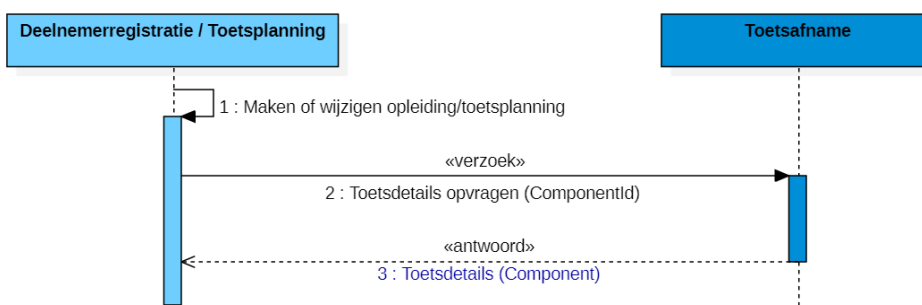 Deelnemerregistratie / Toetsplanning
Toetsafname
1 : Maken of wijzigen opleiding/toetsplanning
«verzoek»
2 : Toetsdetails opvragen (ComponentId)
«antwoord»
3 : Toetsdetails (Component)